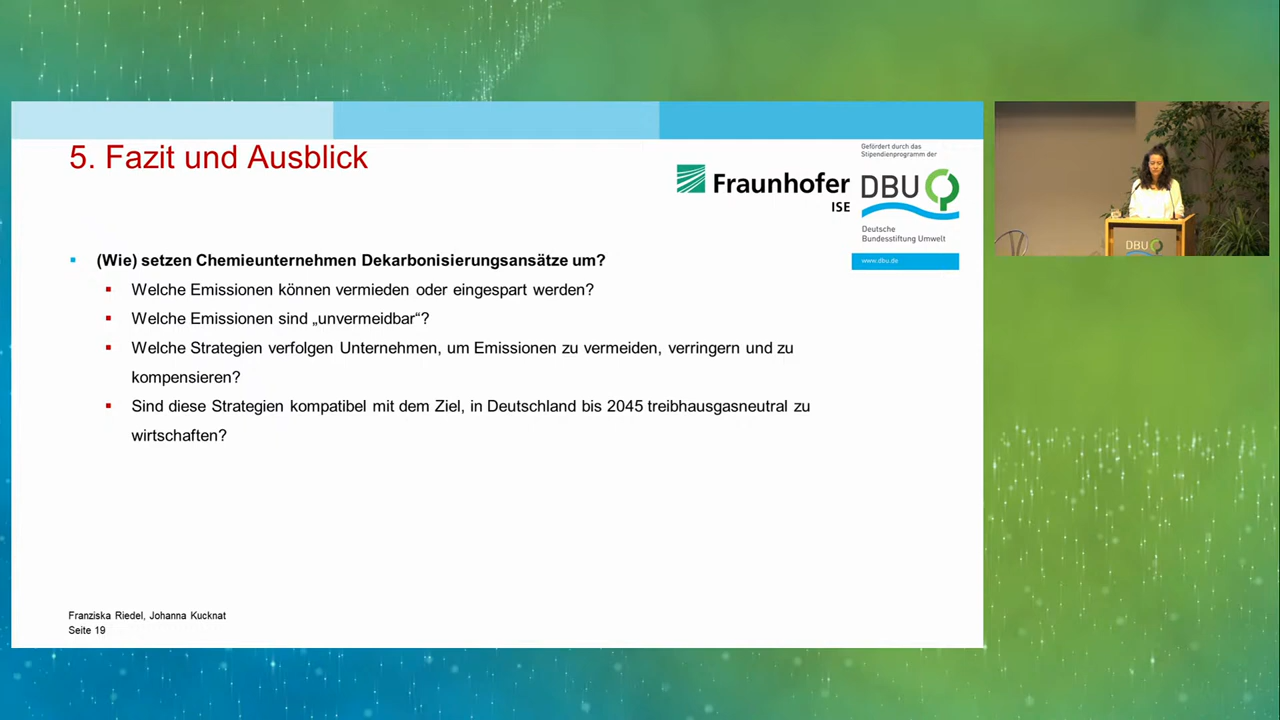 5. Fazit und Ausblick
Gefördert durch das
Stipendienprogramm der
Fraunhofer
ISE
DBU
Deutsche
Bundesstiftung Umwelt
www.dbu.de
(Wie) setzen Chemieunternehmen Dekarbonisierungsansätze um?
Welche Emissionen können vermieden oder eingespart werden?
Welche Emissionen sind „unvermeidbar“?
Welche Strategien verfolgen Unternehmen, um Emissionen zu vermeiden, verringern und zu
kompensieren?
Sind diese Strategien kompatibel mit dem Ziel, in Deutschland bis 2045 treibhausgasneutral zu
wirtschaften?
Franziska Riedel, Johanna Kucknat
Seite 19
DBU